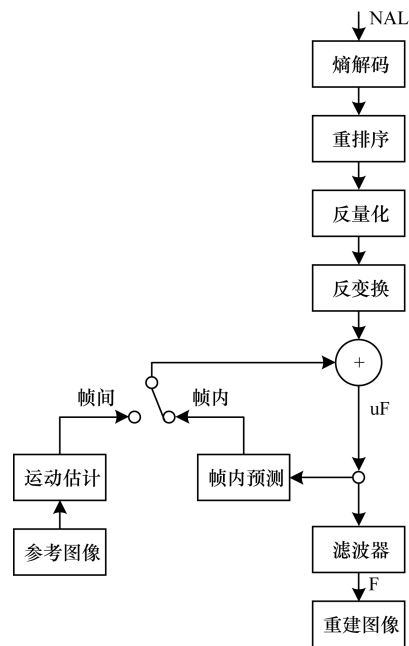 NAL
熵解码
重排序
反量化
反变换
+
帧间
帧内
uF
运动估计
帧内预测
参考图像
滤波器
F
重建图像